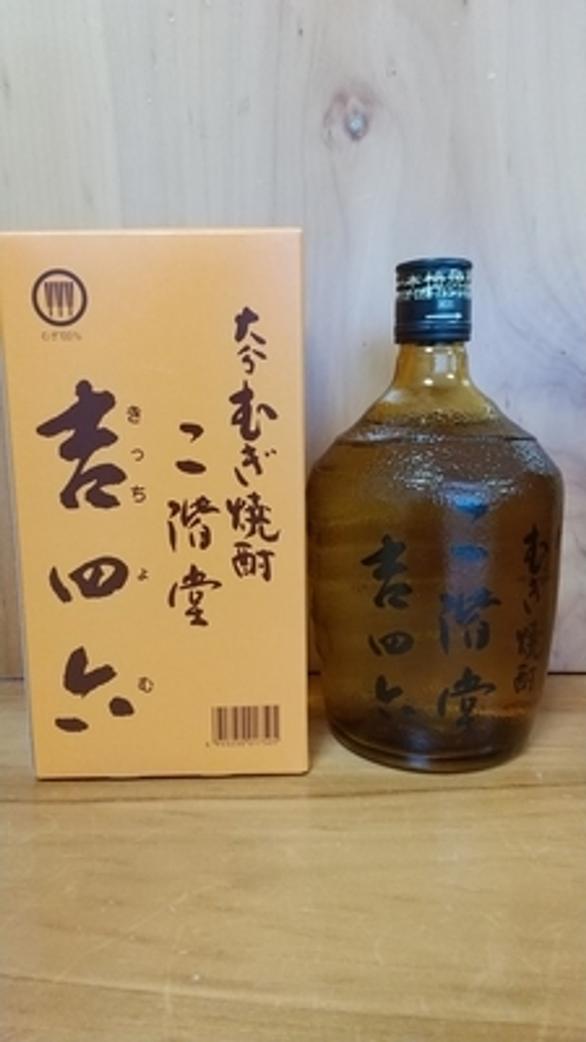 むぎ100%
大分むぎ焼酎
二階堂
吉四六
きっちょむ
むぎ焼酎
二階堂
吉四六